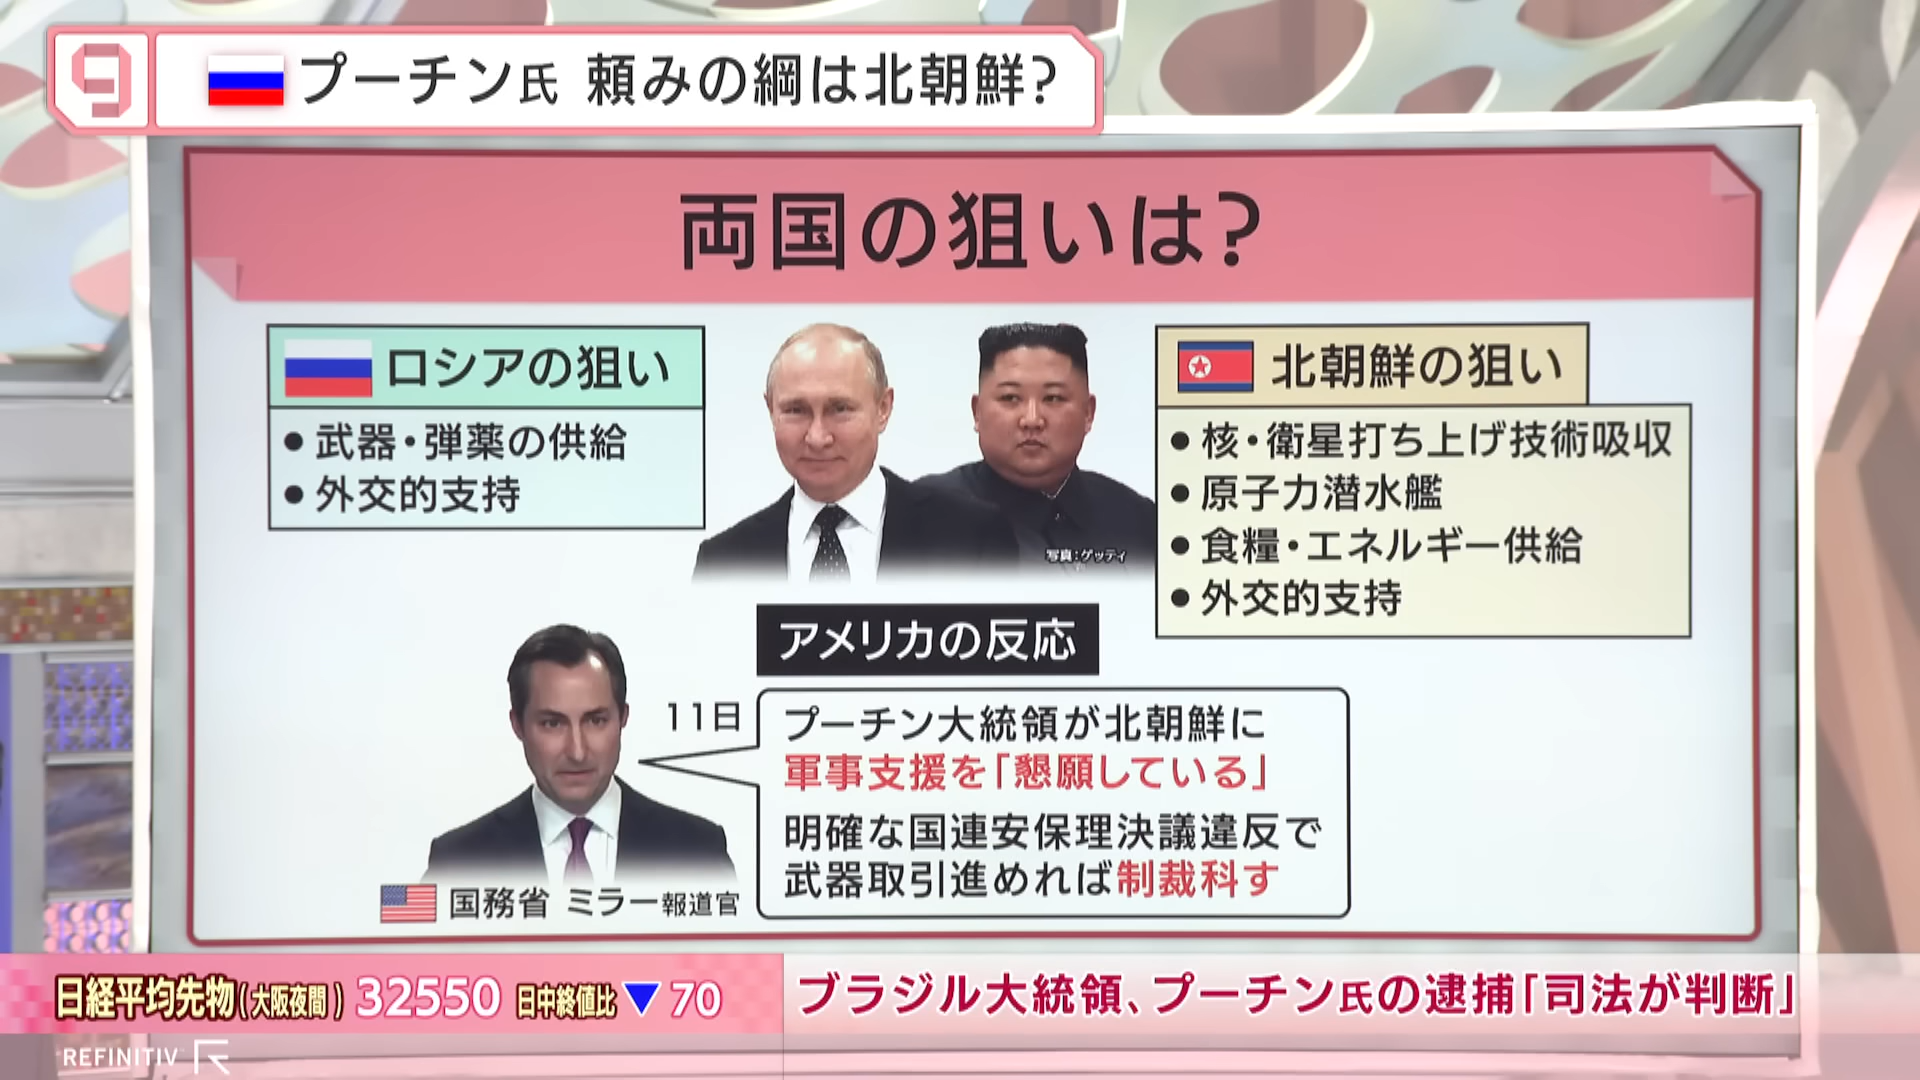 9
プーチン氏 頼みの綱は北朝鮮?
両国の狙いは?
ロシアの狙い
●武器・弾薬の供給
●外交的支持
写真:ゲッティ
北朝鮮の狙い
●核・衛星打ち上げ技術吸収
●原子力潜水艦
●食糧・エネルギー供給
●外交的支持
アメリカの反応
11日
プーチン大統領が北朝鮮に
軍事支援を「懇願している」
明確な国連安保理決議違反で
武器取引進めれば制裁科す
国務省 ミラー報道官
日経平均先物(大阪夜間) 32550 日中終値比▼70
ブラジル大統領、プーチン氏の逮捕「司法が判断」
REFINITIV